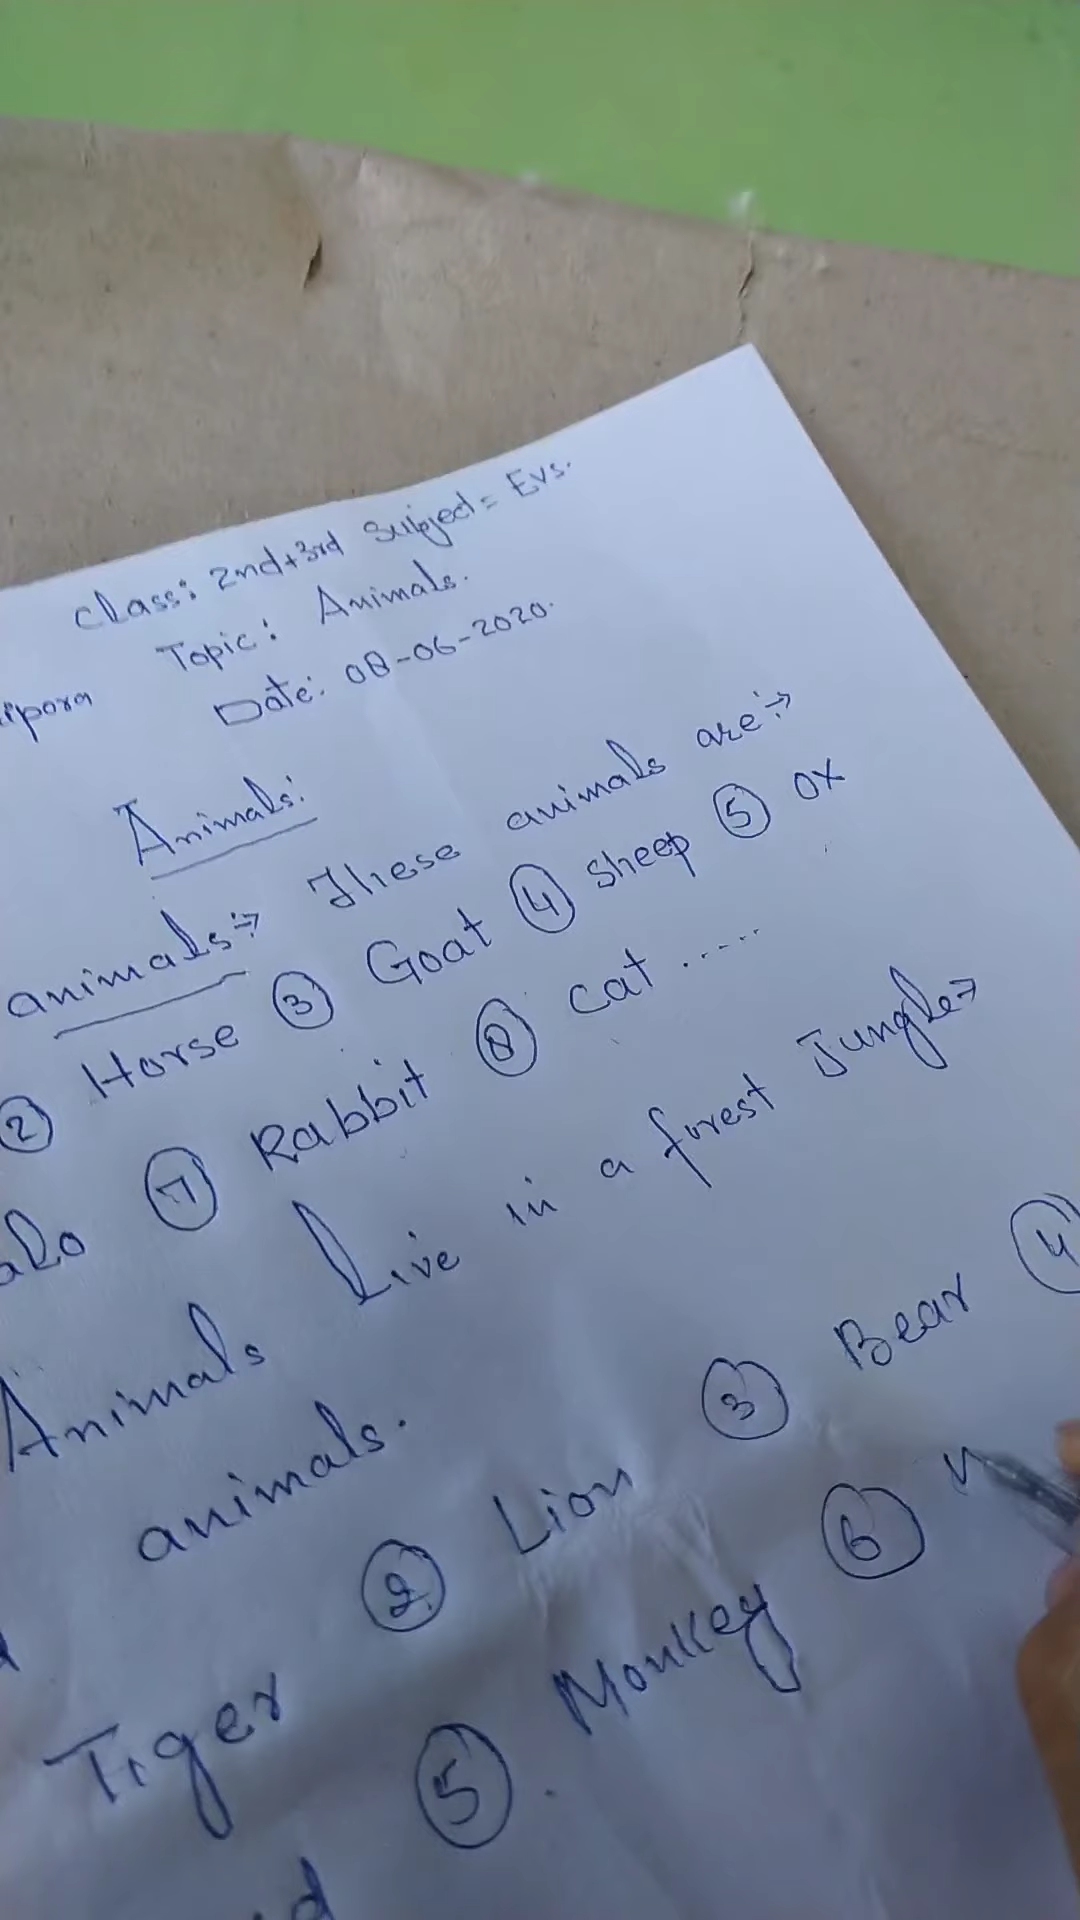 Class: 2nd+3rd Subject= Evs.
Topic: Animals.
Date: 08-06-2020.
Animals:
animals:→ These animals are:→
② Horse ③ Goat ④ Sheep ⑤ OX
⑦ Rabbit ⑧ cat .....
Animals Live in a forest Jungle→
animals.
Tiger ② Lion ③ Bear ④
⑤. Monkey ⑥